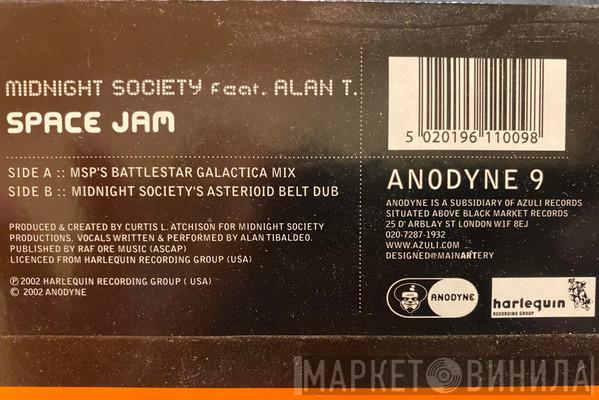 MIDNIGHT SOCIETY feat. ALAN T.
SPACE JAM
SIDE A :: MSP'S BATTLESTAR GALACTICA MIX
SIDE B :: MIDNIGHT SOCIETY'S ASTERIOID BELT DUB
PRODUCED & CREATED BY CURTIS L. ATCHISON FOR MIDNIGHT SOCIETY
PRODUCTIONS. VOCALS WRITTEN & PERFORMED BY ALAN TIBALDEO.
PUBLISHED BY RAF ORE MUSIC (ASCAP)
LICENCED FROM HARLEQUIN RECORDING GROUP (USA)
℗ 2002 HARLEQUIN RECORDING GROUP ( USA)
© 2002 ANODYNE
5 020196 110098
ANODYNE 9
ANODYNE IS A SUBSIDIARY OF AZULI RECORDS
SITUATED ABOVE BLACK MARKET RECORDS
25 D'ARBLAY ST LONDON W1F 8EJ
020-7287-1932
WWW.AZULI.COM
DESIGNED@MAINARTERY
ANODYNE
harlequin
RECORDING GROUP
МАРКЕТ ВИНИЛА